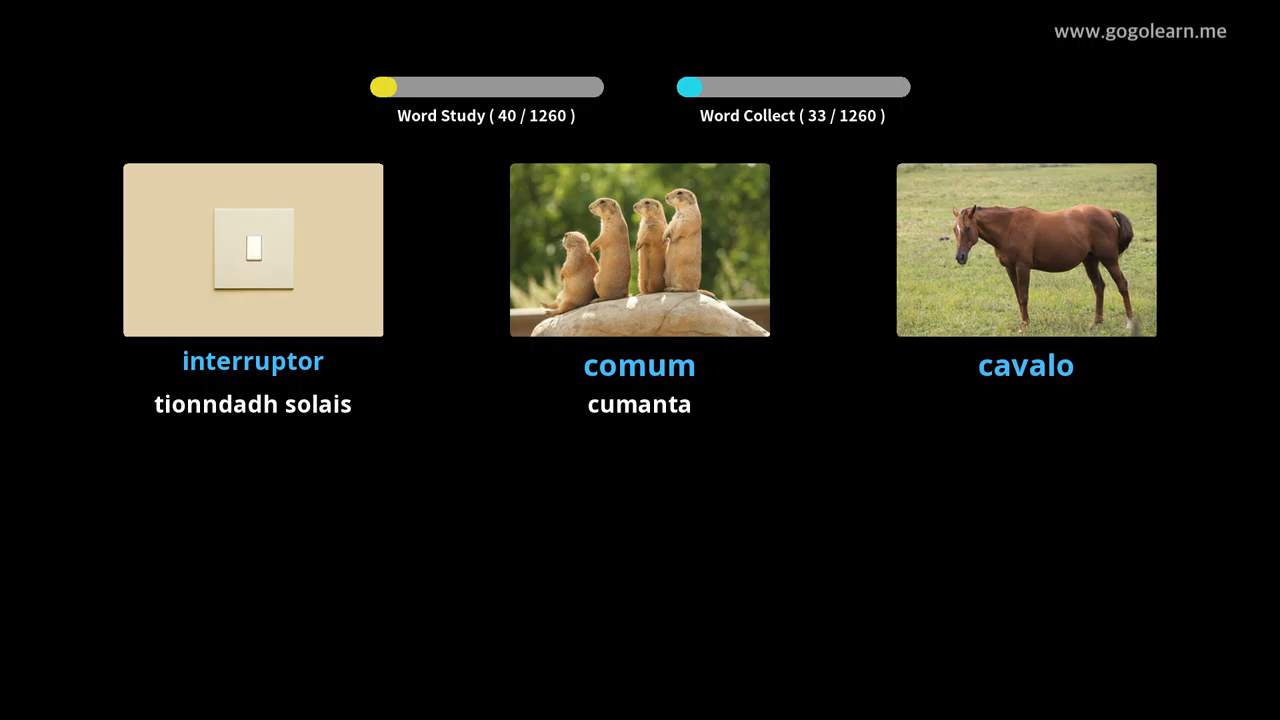 www.gogolearn.me
Word Study ( 40 / 1260 )
Word Collect ( 33 / 1260 )
interruptor
comum
cavalo
tionndadh solais
cumanta